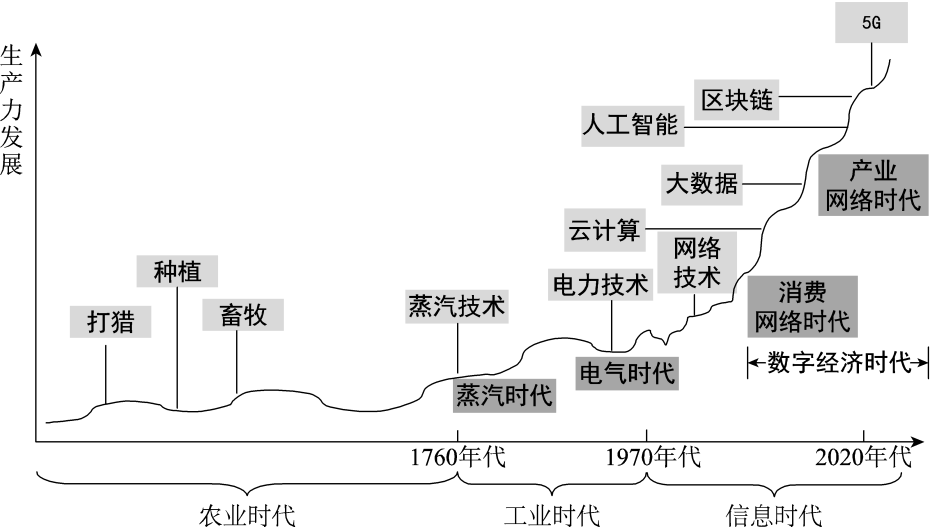 生产力发展
5G
区块链
人工智能
大数据
产业
网络时代
云计算
网络
技术
种植
电力技术
消费
网络时代
打猎
畜牧
蒸汽技术
数字经济时代
电气时代
蒸汽时代
1760年代
1970年代
2020年代
农业时代
工业时代
信息时代